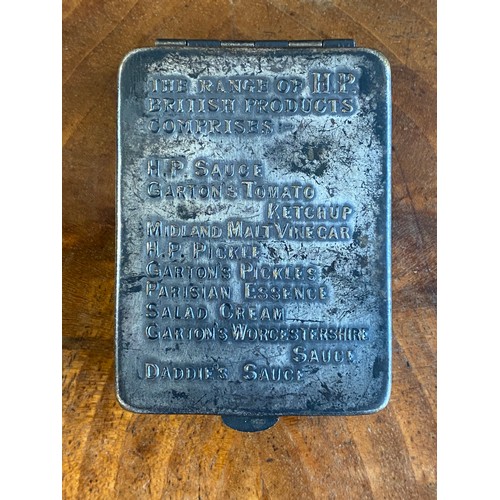 THE RANGE OF H.P.
BRITISH PRODUCTS
COMPRISES
H.P. SAUCE
GARTON'S TOMATO
KETCHUP
MIDLAND MALT VINEGAR
H.P. PICKLE
GARTON'S PICKLES
PARISIAN ESSENCE
SALAD CREAM
GARTON'S WORCESTERSHIRE
SAUCE
DADDIE'S SAUCE